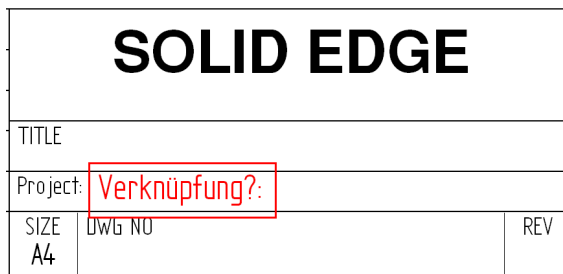 SOLID EDGE
TITLE
Project: Verknüpfung?:
SIZE DWG NO REV
A4